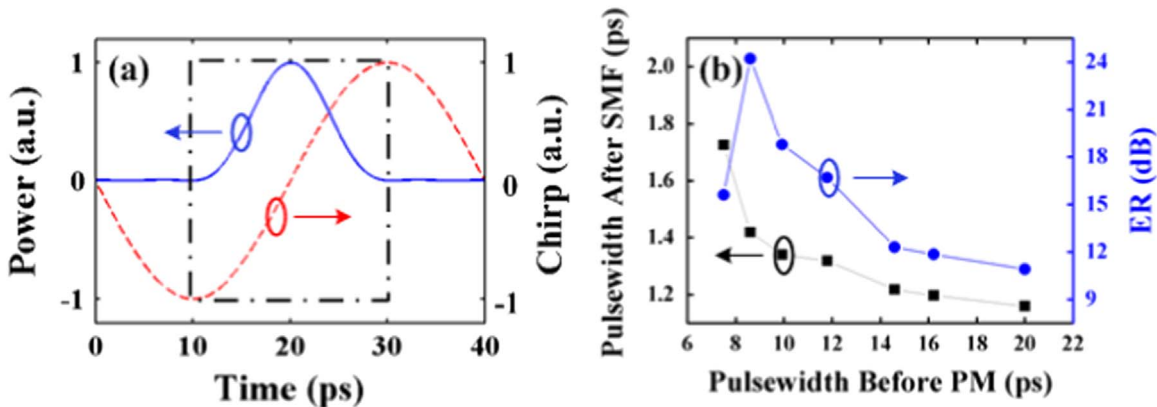 (a)
Power (a.u.)
1
0
-1
Chirp (a.u.)
1
0
-1
0 10 20 30 40
Time (ps)
(b)
Pulsewidth After SMF (ps)
2.0
1.8
1.6
1.4
1.2
ER (dB)
24
21
18
15
12
9
6 8 10 12 14 16 18 20 22
Pulsewidth Before PM (ps)